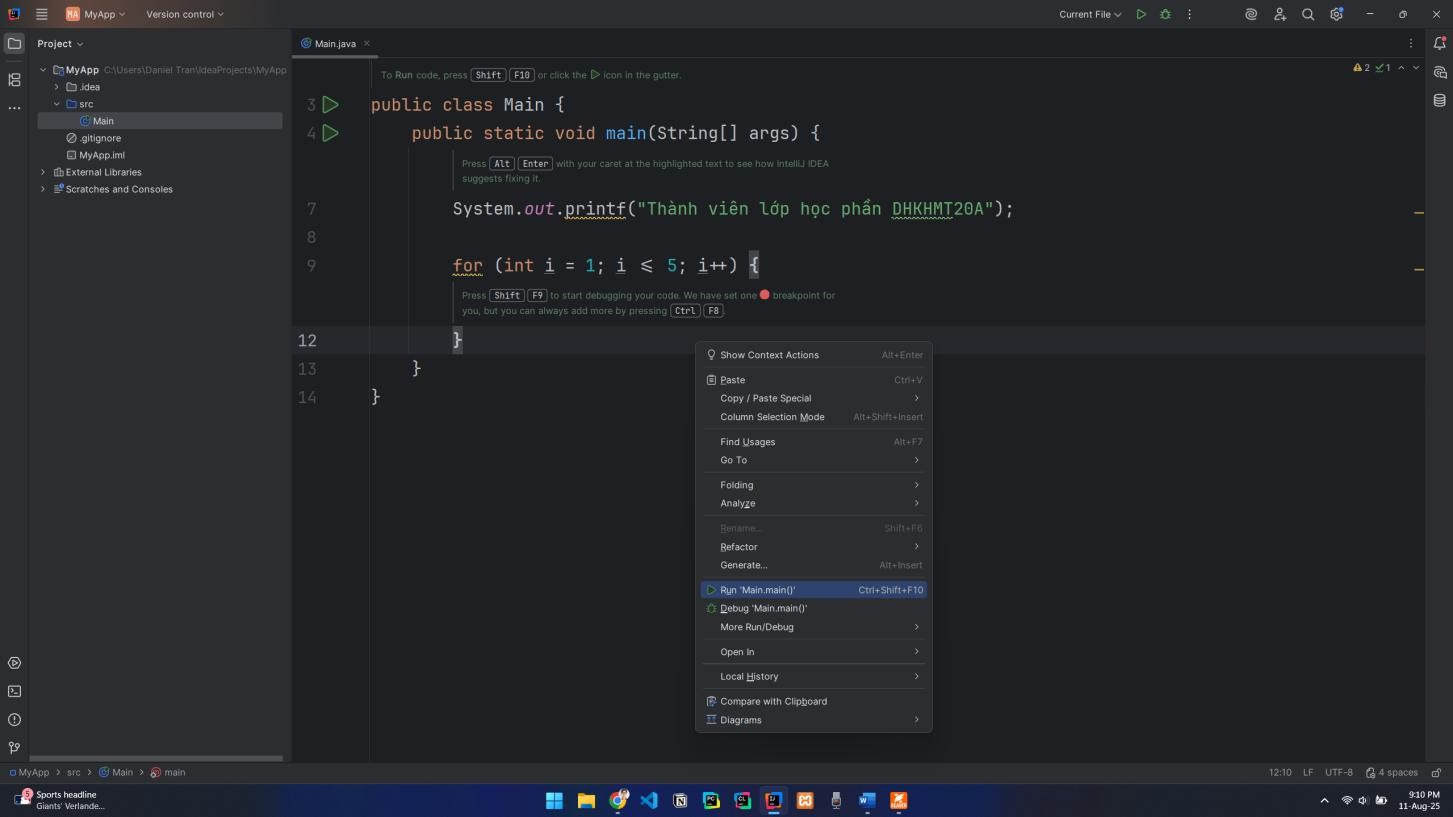 MA MyApp Version control Current File
Project
Main.java
MyApp C:\Users\Daniel Tran\IdeaProjects\MyApp
.idea
src
Main
.gitignore
MyApp.iml
External Libraries
Scratches and Consoles
To Run code, press Shift F10 or click the icon in the gutter.
2 1
3 public class Main {
4 public static void main(String[] args) {
Press Alt Enter with your caret at the highlighted text to see how IntelliJ IDEA
suggests fixing it.
7 System.out.printf("Thành viên lớp học phần DHKHMT20A");
8
9 for (int i = 1; i ≤ 5; i++) {
Press Shift F9 to start debugging your code. We have set one breakpoint for
you, but you can always add more by pressing Ctrl F8.
12 }
13 }
14 }
Show Context Actions Alt+Enter
Paste Ctrl+V
Copy / Paste Special
Column Selection Mode Alt+Shift+Insert
Find Usages Alt+F7
Go To
Folding
Analyze
Rename... Shift+F6
Refactor
Generate... Alt+Insert
Run 'Main.main()' Ctrl+Shift+F10
Debug 'Main.main()'
More Run/Debug
Open In
Local History
Compare with Clipboard
Diagrams
MyApp > src > Main > main 12:10 LF UTF-8 4 spaces
5
Sports headline
Giants' Verlande...
9:10 PM
11-Aug-25